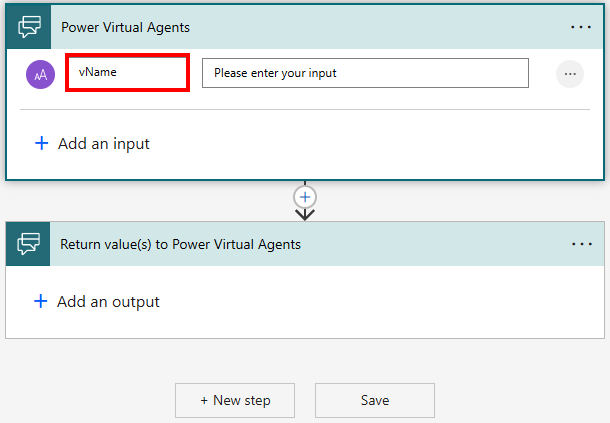 Power Virtual Agents
AA
vName
Please enter your input
+ Add an input
Return value(s) to Power Virtual Agents
+ Add an output
+ New step
Save